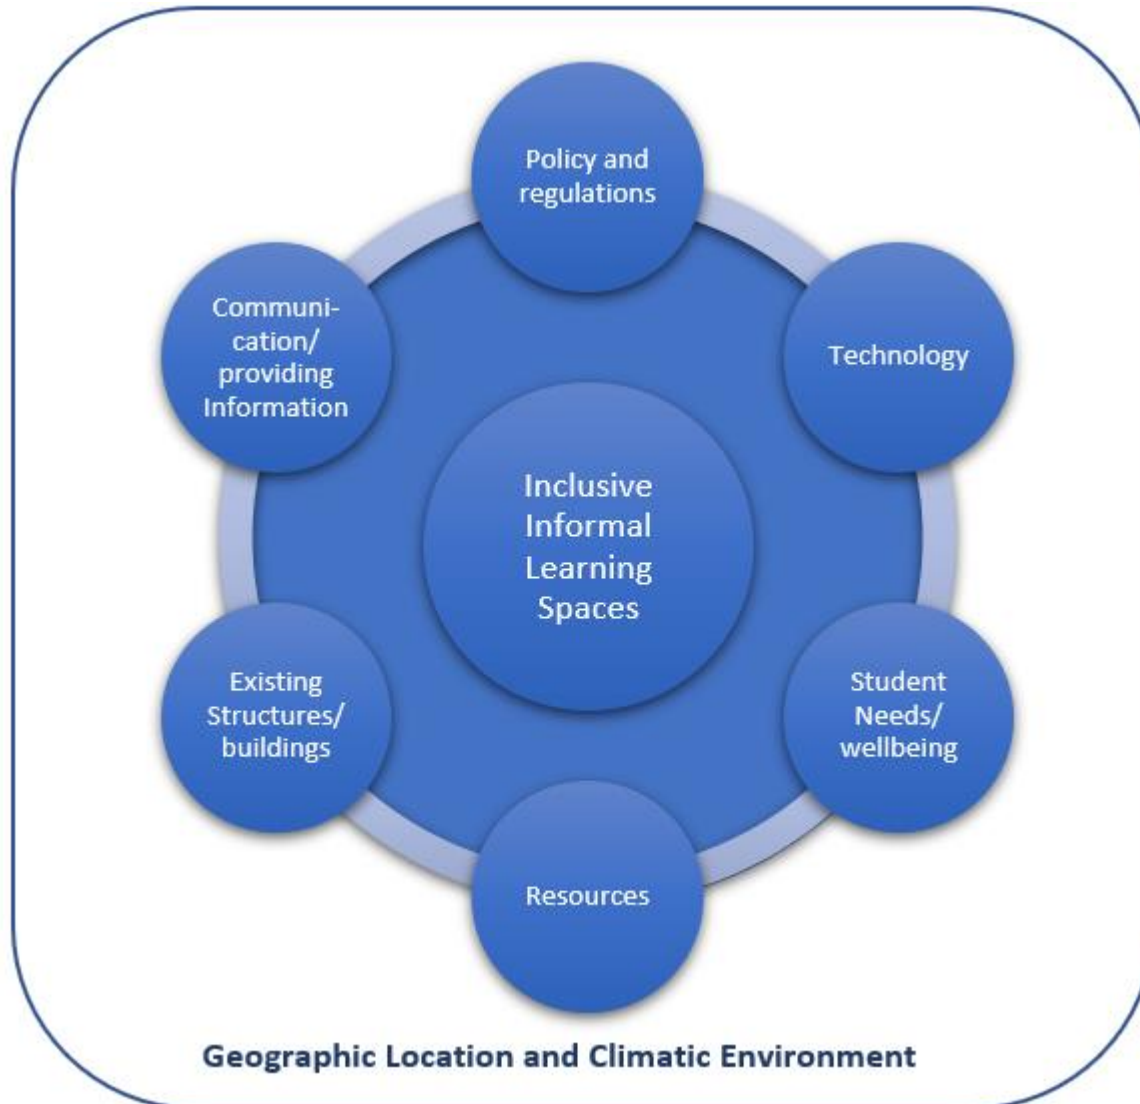 Policy and
regulations
Technology
Student
Needs/
wellbeing
Resources
Existing
Structures/
buildings
Communi-
cation/
providing
Information
Inclusive
Informal
Learning
Spaces
Geographic Location and Climatic Environment